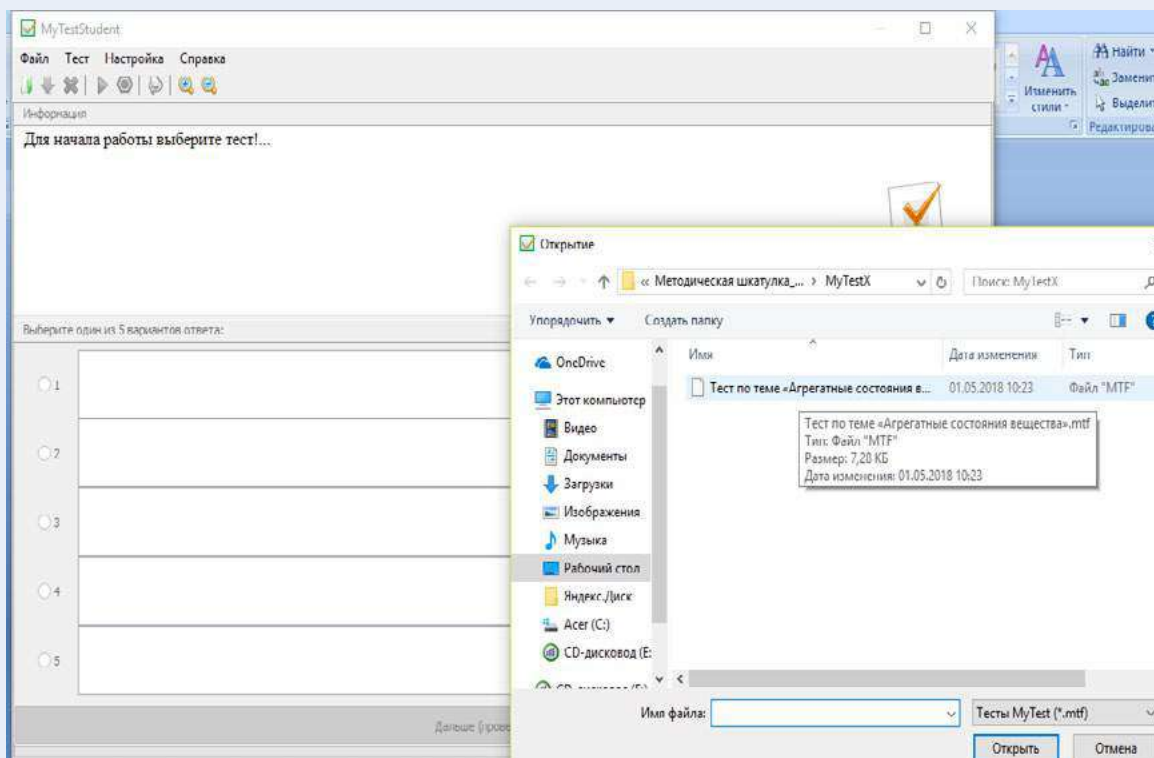 MyTestStudent
Файл Тест Настройка Справка
Информация
Для начала работы выберите тест!...
Выберите один из 5 вариантов ответа:
1
2
3
4
5
Дальше (прове
Найти
Заменит
Выделит
Изменить
стили
Редактирова
Открытие
« Методическая шкатулка_... › MyTestX
Поиск: MyTestX
Упорядочить
Создать папку
Имя
Дата изменения
Тип
OneDrive
Этот компьютер
Видео
Документы
Загрузки
Изображения
Музыка
Рабочий стол
Яндекс.Диск
Acer (C:)
CD-дисковод (E:
Тест по теме «Агрегатные состояния в... 01.05.2018 10:23 Файл "MTF"
Тест по теме «Агрегатные состояния вещества».mtf
Тип: Файл "MTF"
Размер: 7,20 КБ
Дата изменения: 01.05.2018 10:23
Имя файла:
Тесты MyTest (*.mtf)
Открыть
Отмена